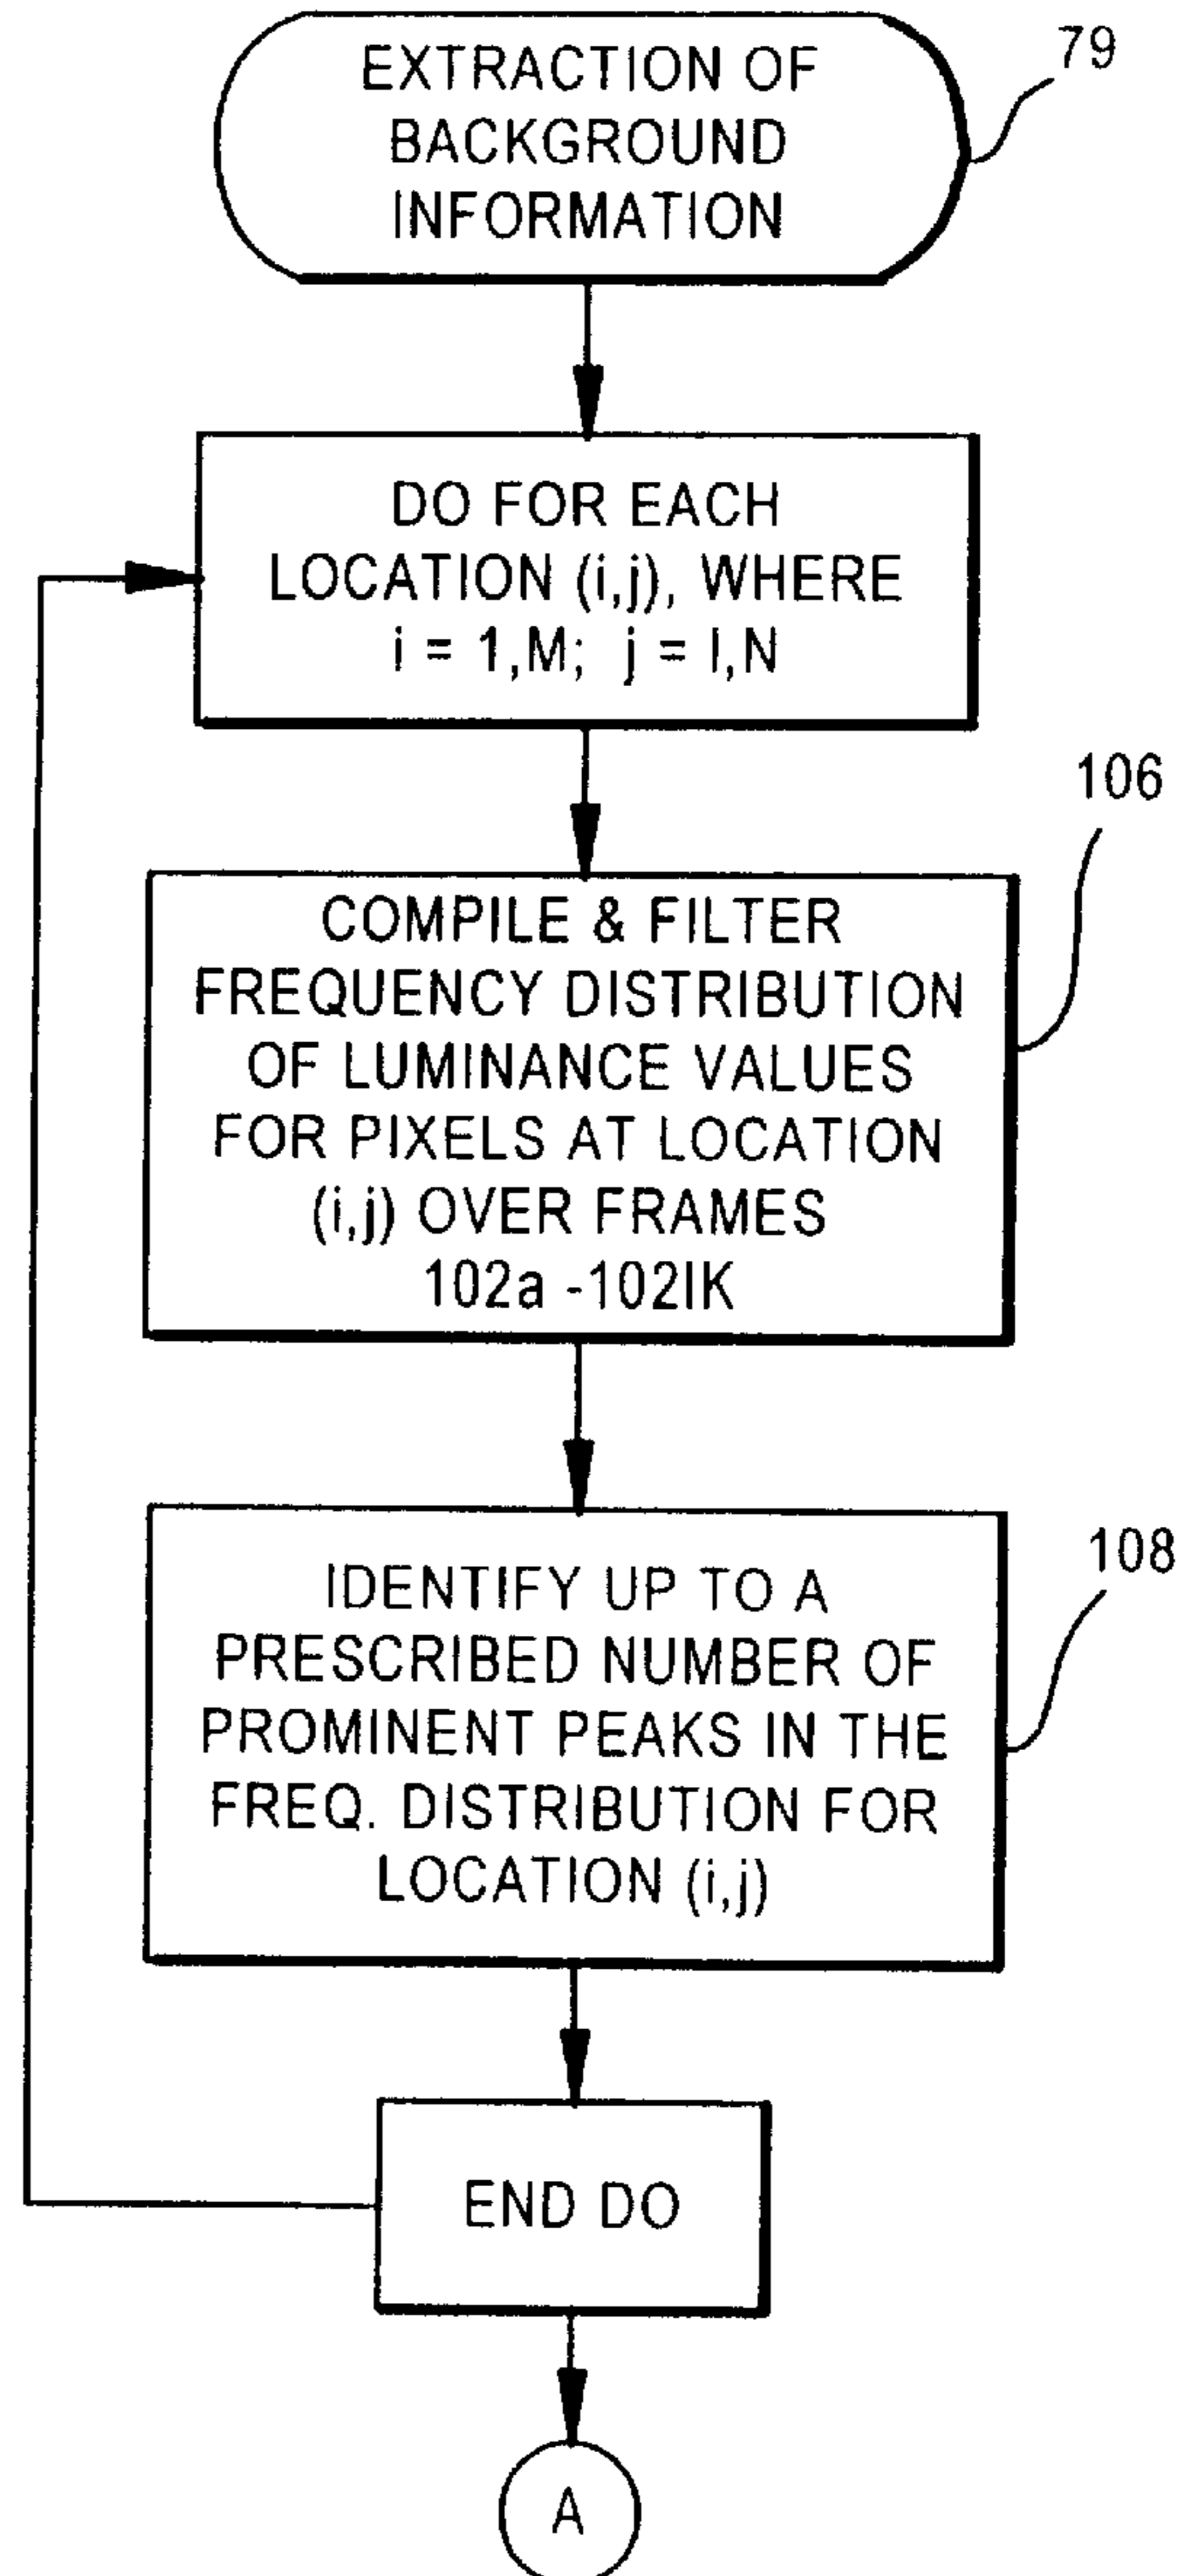 EXTRACTION OF
BACKGROUND
INFORMATION
79
DO FOR EACH
LOCATION (i,j), WHERE
i = 1,M; j = I,N
106
COMPILE & FILTER
FREQUENCY DISTRIBUTION
OF LUMINANCE VALUES
FOR PIXELS AT LOCATION
(i,j) OVER FRAMES
102a -102IK
108
IDENTIFY UP TO A
PRESCRIBED NUMBER OF
PROMINENT PEAKS IN THE
FREQ. DISTRIBUTION FOR
LOCATION (i,j)
END DO
A